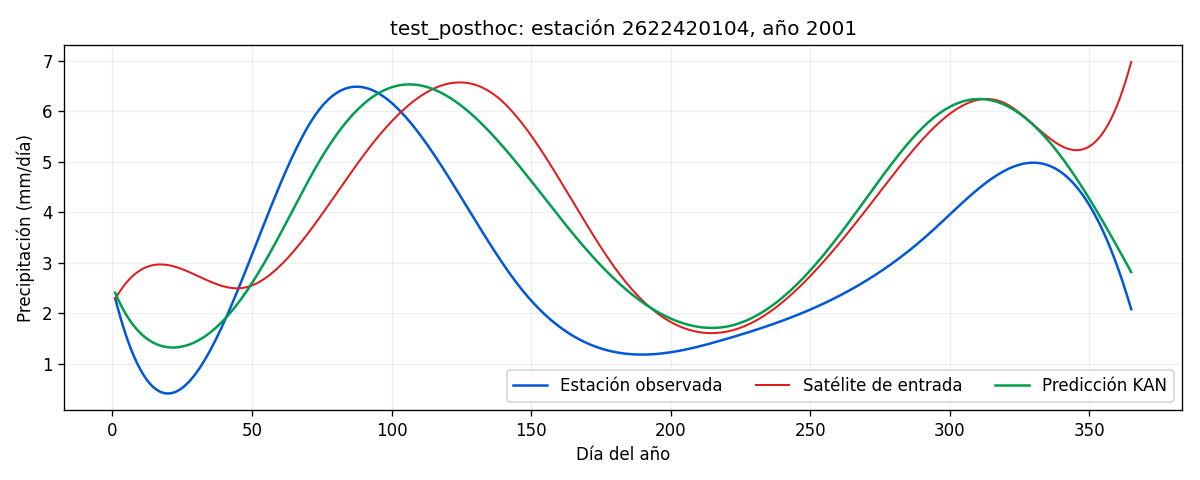 test_posthoc: estación 2622420104, año 2001
Precipitación (mm/día)
7
6
5
4
3
2
1
0 50 100 150 200 250 300 350
Día del año
Estación observada Satélite de entrada Predicción KAN